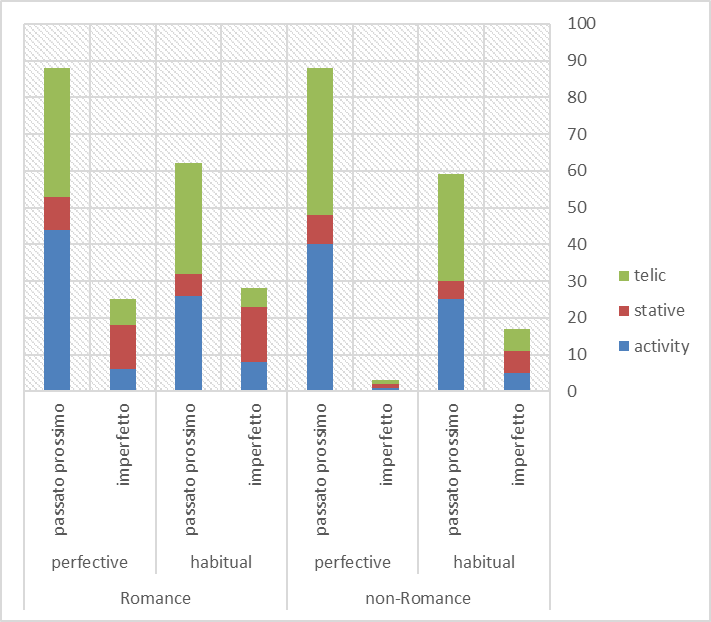 100
90
80
70
60
50
40
30
20
10
0
telic
stative
activity
passato prossimo
imperfetto
passato prossimo
imperfetto
passato prossimo
imperfetto
passato prossimo
imperfetto
perfective habitual perfective habitual
Romance non-Romance